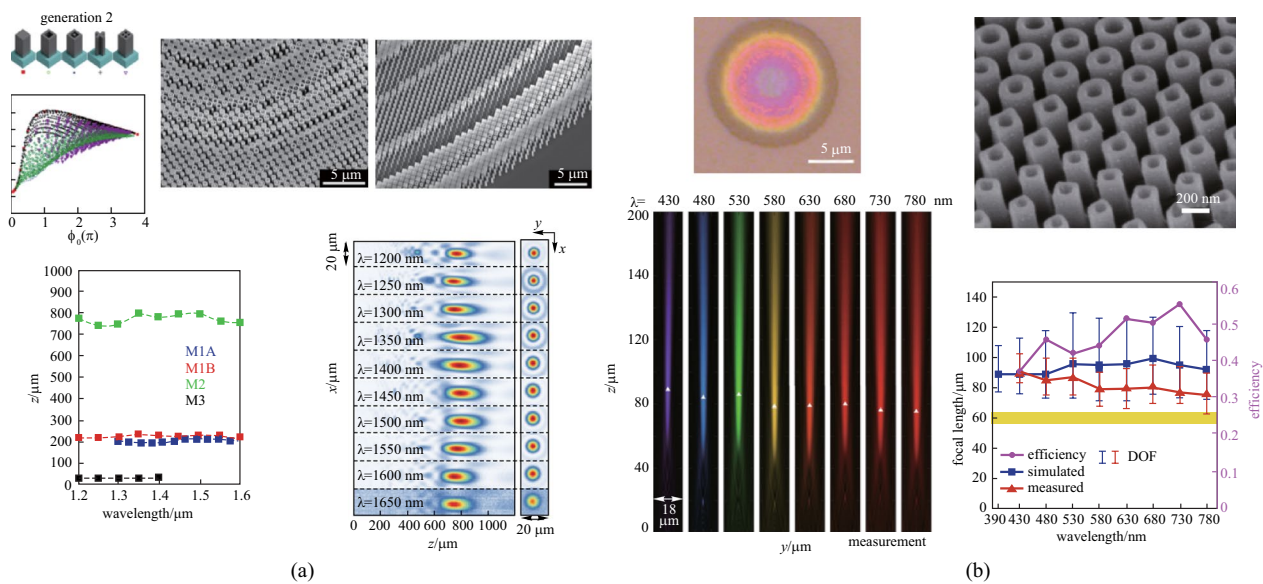 generation 2
0 1 2 3 4
ϕ₀(π)
5 μm
5 μm
1000
900
800
700
600
500
400
300
200
100
0
z/μm
M1A
M1B
M2
M3
1.2 1.3 1.4 1.5 1.6
wavelength/μm
y
x
20 μm
λ=1200 nm
λ=1250 nm
λ=1300 nm
λ=1350 nm
λ=1400 nm
λ=1450 nm
λ=1500 nm
λ=1550 nm
λ=1600 nm
λ=1650 nm
x/μm
0 200 400 600 800 1000
20 μm
z/μm
(a)
5 μm
200 nm
λ= 430 480 530 580 630 680 730 780 nm
200
140
80
40
0
z/μm
18
μm
y/μm
measurement
140
120
100
80
60
40
20
0
focal length/μm
0.6
0.5
0.4
0.3
0.2
0.1
0
efficiency
efficiency
simulated
measured
DOF
390 430 480 530 580 630 680 730 780
wavelength/nm
(b)